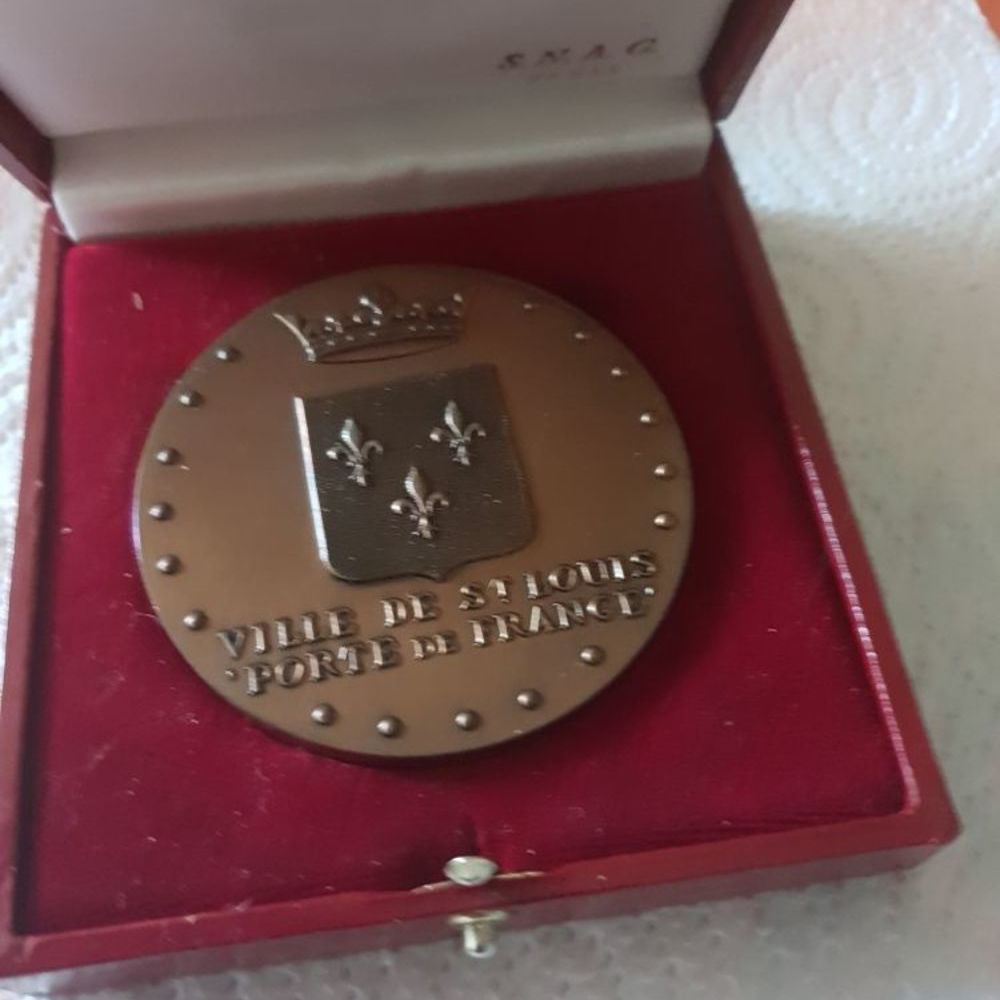 S.N.A.G.
VILLE DE ST LOUIS
"PORTE DE FRANCE"